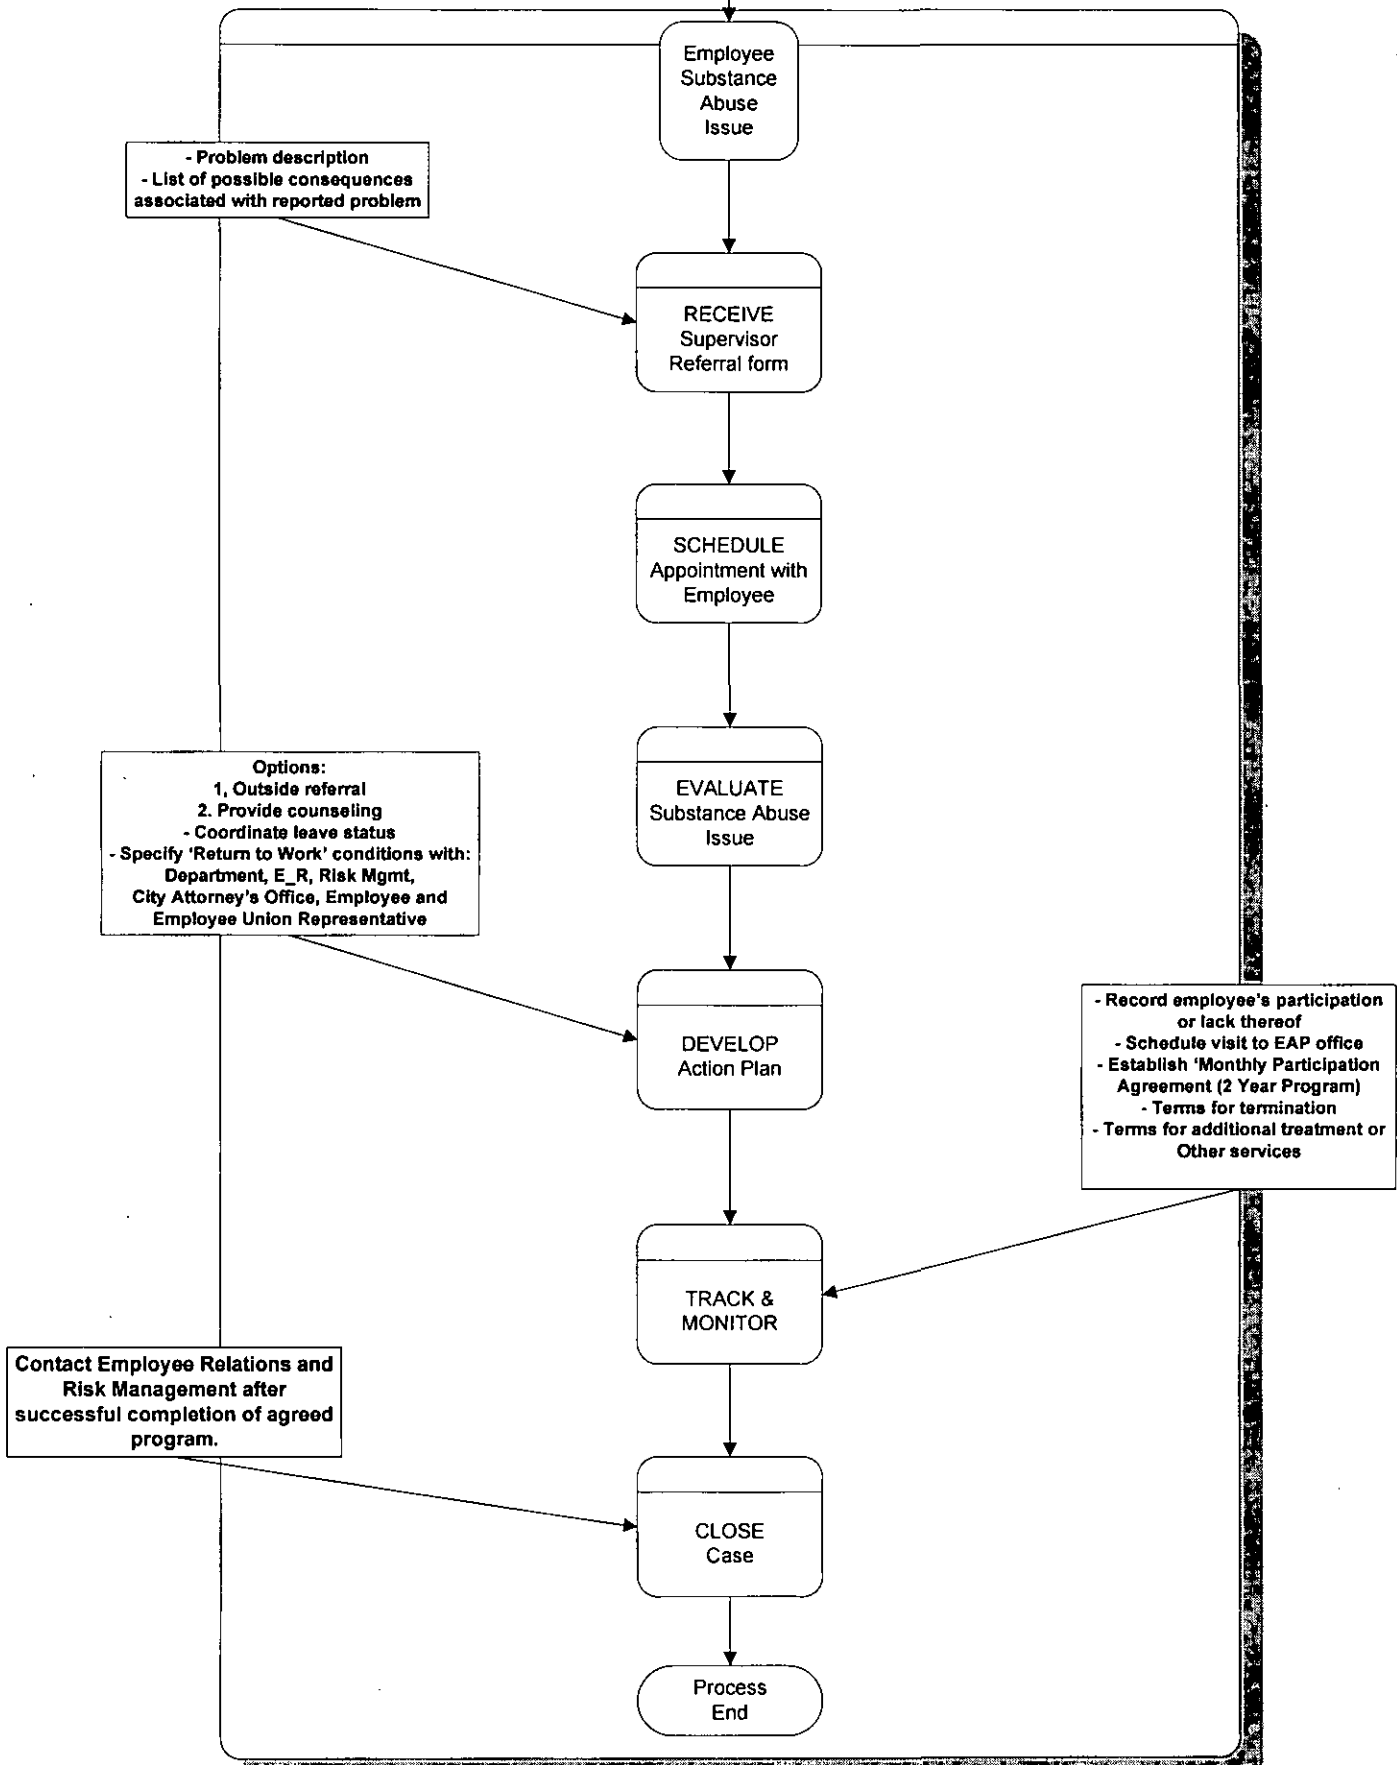 Employee
Substance
Abuse
Issue
- Problem description
- List of possible consequences
associated with reported problem
RECEIVE
Supervisor
Referral form
SCHEDULE
Appointment with
Employee
EVALUATE
Substance Abuse
Issue
Options:
1, Outside referral
2. Provide counseling
- Coordinate leave status
- Specify 'Return to Work' conditions with:
Department, E_R, Risk Mgmt,
City Attorney's Office, Employee and
Employee Union Representative
DEVELOP
Action Plan
- Record employee's participation
or lack thereof
- Schedule visit to EAP office
- Establish 'Monthly Participation
Agreement (2 Year Program)
- Terms for termination
- Terms for additional treatment or
Other services
TRACK &
MONITOR
Contact Employee Relations and
Risk Management after
successful completion of agreed
program.
CLOSE
Case
Process
End